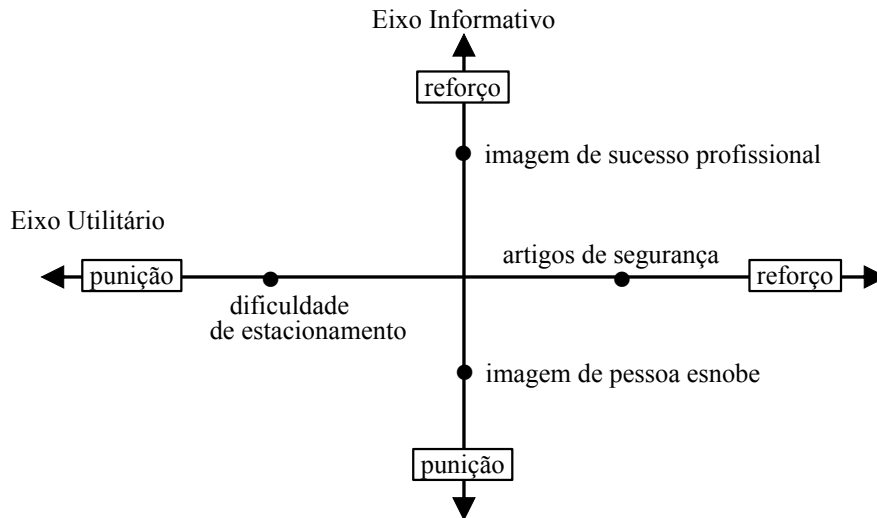 Eixo Informativo
reforço
imagem de sucesso profissional
Eixo Utilitário
artigos de segurança
punição
reforço
dificuldade
de estacionamento
imagem de pessoa esnobe
punição